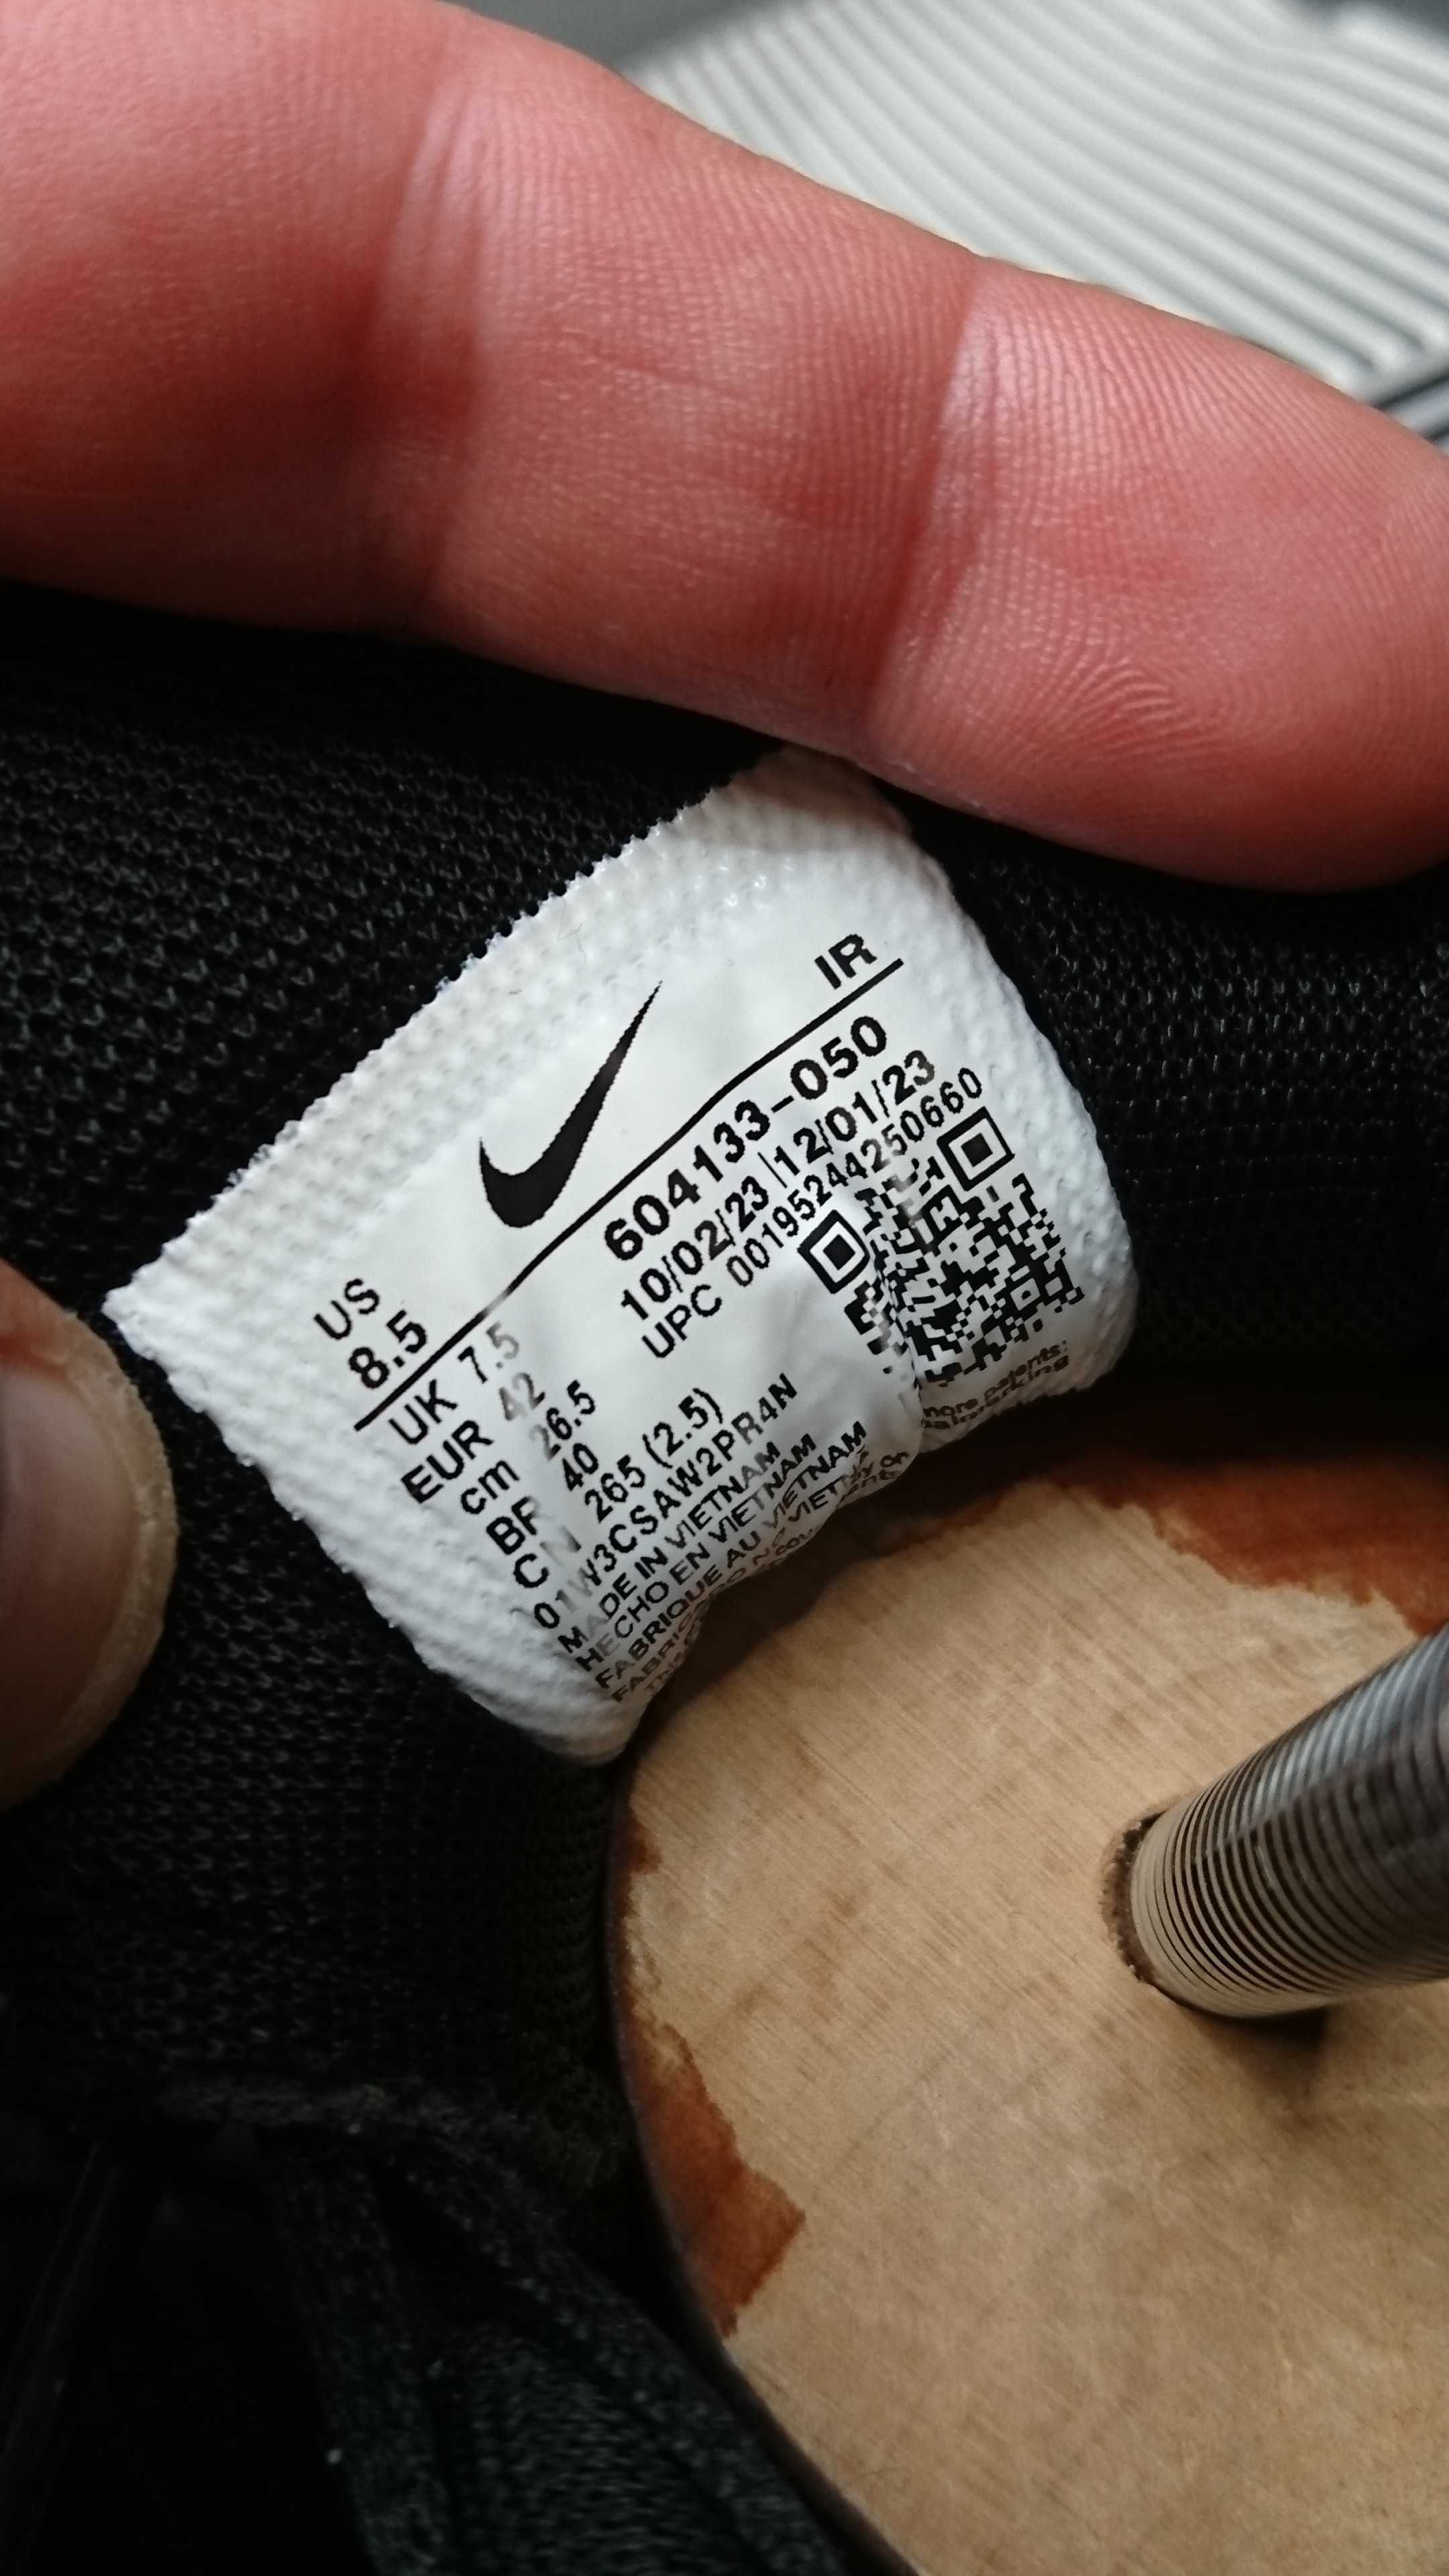 IR
US
8.5
604133-050
10/02/23 12/01/23
UPC 00195244250660
UK 7.5
EUR 42
cm 26.5
BR 40
CN 265 (2.5)
01W3CSAW2PR4N
MADE IN VIETNAM
HECHO EN VIETNAM
FABRIQUE AU VIETNAM
more patents: